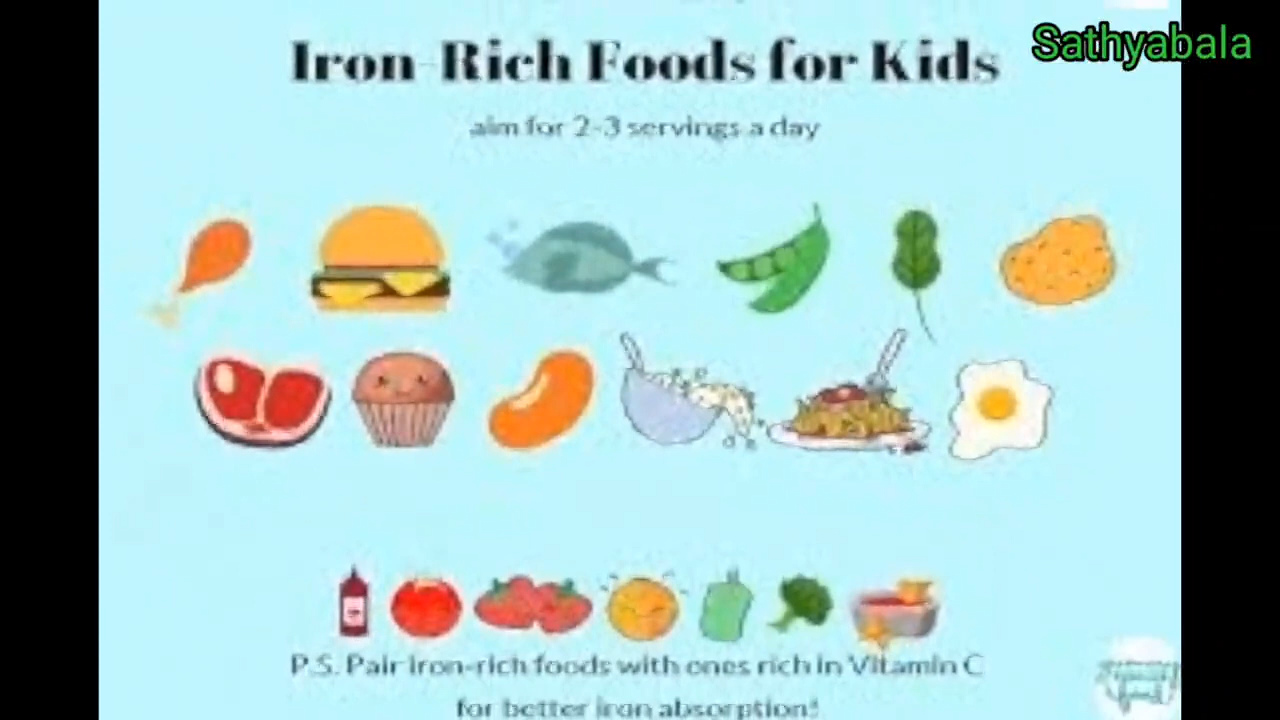 Iron-Rich Foods for Kids
Sathyabala
aim for 2-3 servings a day
P.S. Pair iron-rich foods with ones rich in Vitamin C
for better iron absorption!